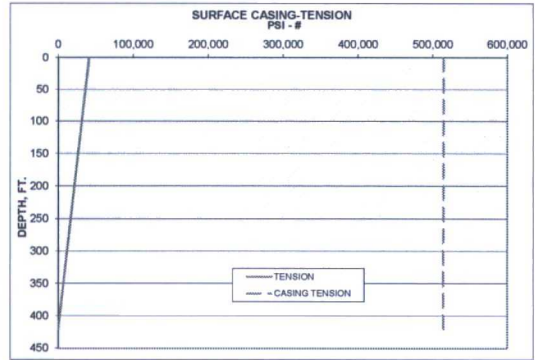 SURFACE CASING-TENSION
PSI - #
0 100,000 200,000 300,000 400,000 500,000 600,000
0
50
100
150
200
250
300
350
400
450
DEPTH, FT.
TENSION
CASING TENSION